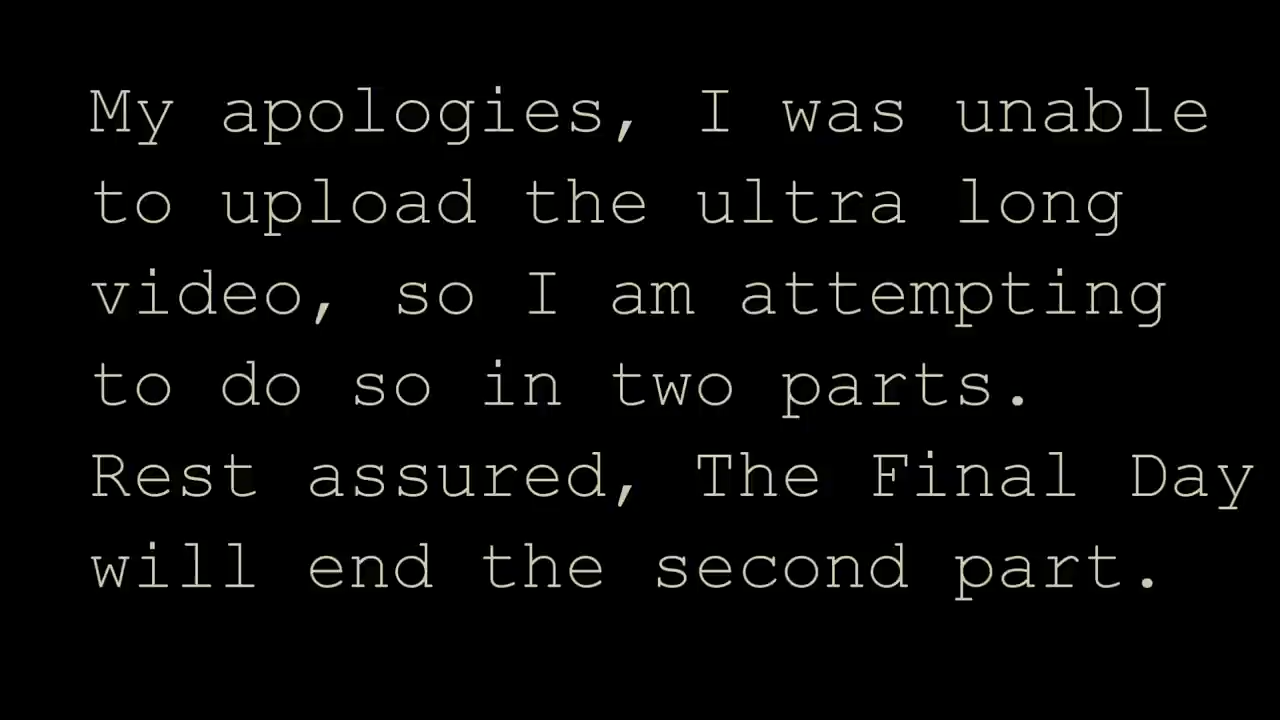 My apologies, I was unable
to upload the ultra long
video, so I am attempting
to do so in two parts.
Rest assured, The Final Day
will end the second part.